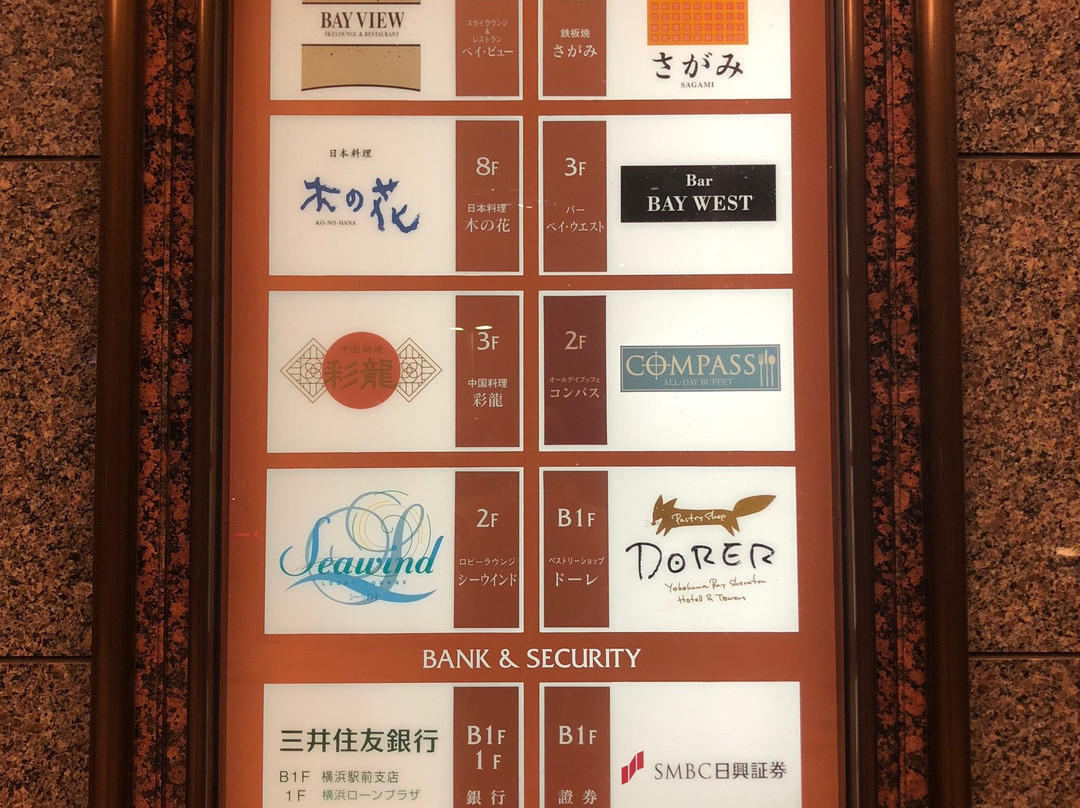 BAY VIEW
SKYLOUNGE & RESTAURANT
スカイラウンジ
&
レストラン
ベイ・ビュー
鉄板焼
さがみ
さがみ
SAGAMI
日本料理
木の花
KO-NO-HANA
8F
日本料理
木の花
3F
バー
ベイ・ウエスト
Bar
BAY WEST
中国料理
彩龍
3F
中国料理
彩龍
2F
オールデイブッフェ
コンパス
COMPASS
ALL-DAY BUFFET
Seawind
LOBBY LOUNGE
シーウインド
2F
ロビーラウンジ
シーウインド
B1F
ペストリーショップ
ドーレ
Pastry Shop
DORER
Yokohama Bay Sheraton
Hotel & Towers
BANK & SECURITY
三井住友銀行
B1F 横浜駅前支店
1F 横浜ローンプラザ
B1F
1F
銀行
B1F
證券
SMBC日興証券